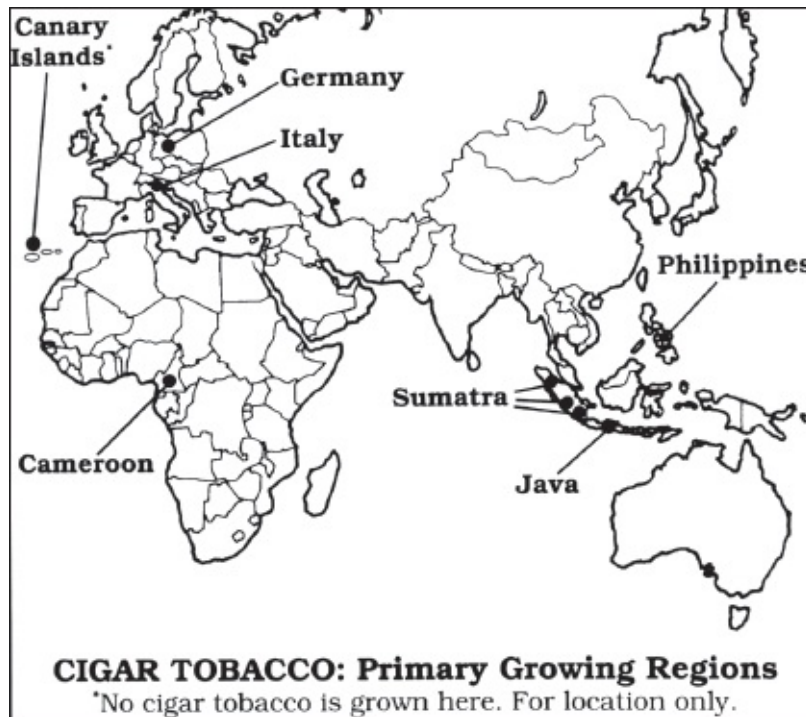 Canary
Islands*
Germany
Italy
Philippines
Sumatra
Cameroon
Java
CIGAR TOBACCO: Primary Growing Regions
*No cigar tobacco is grown here. For location only.